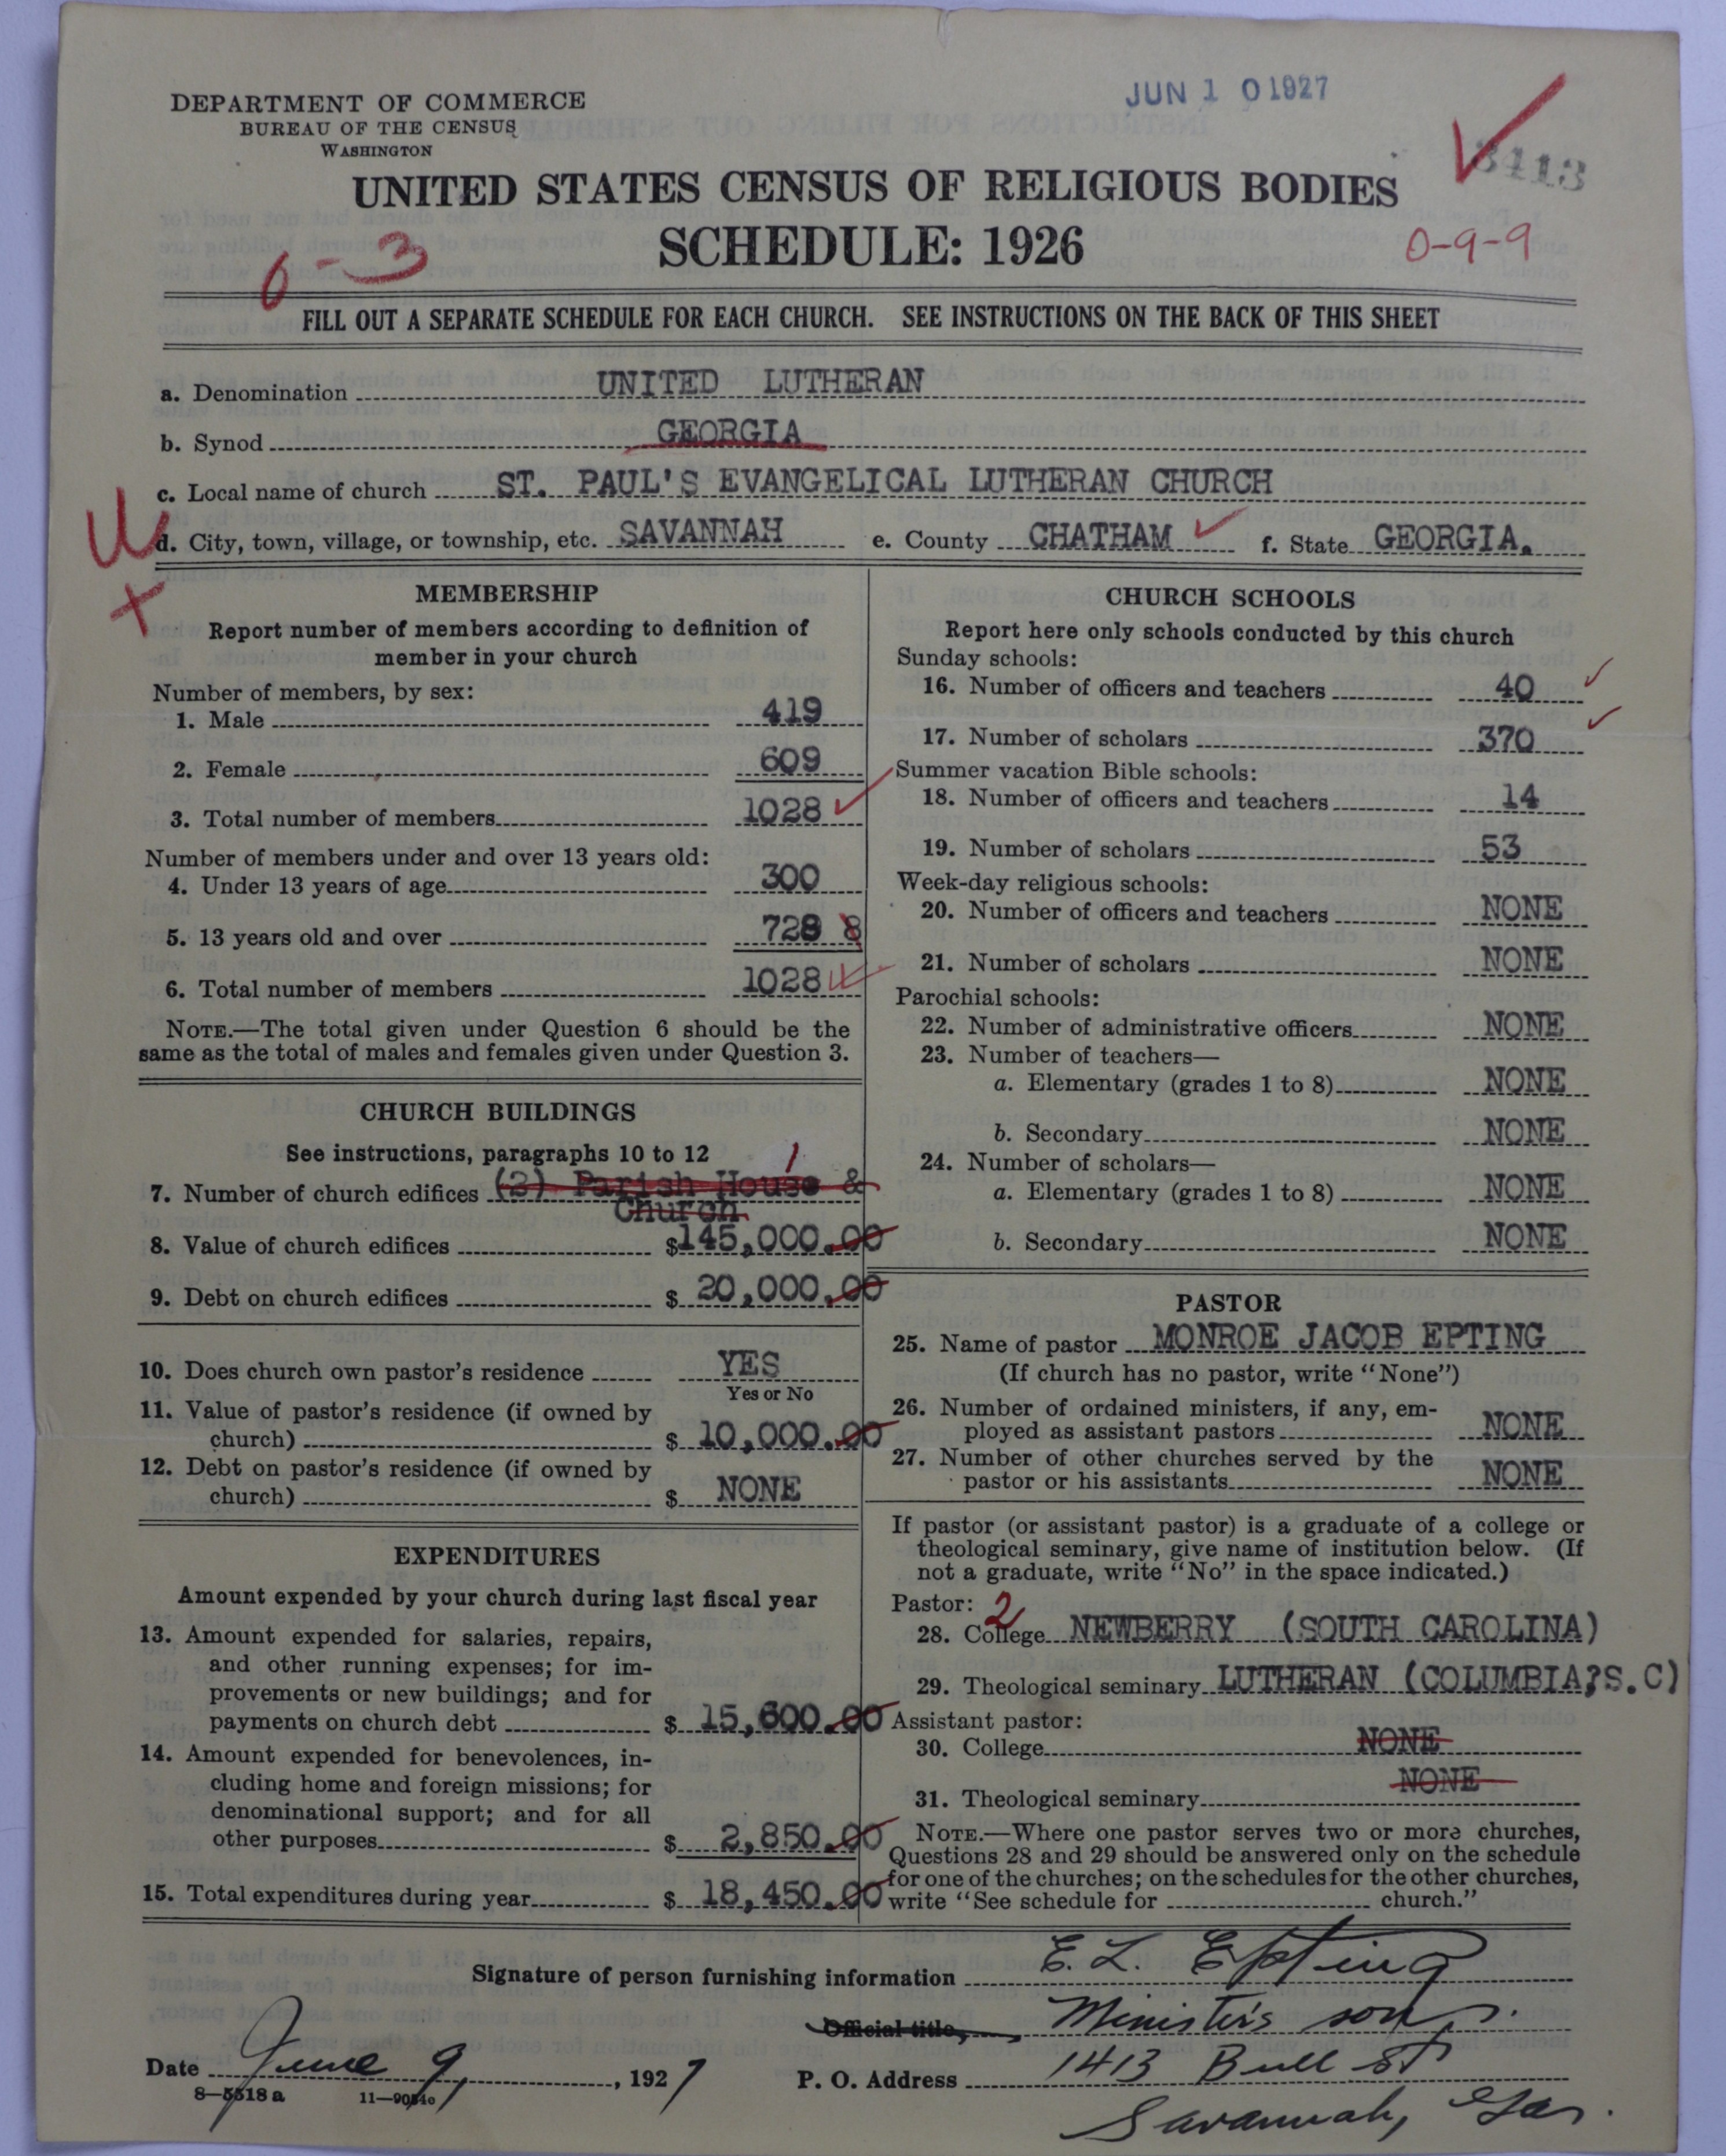 JUN 10 1927
DEPARTMENT OF COMMERCE
BUREAU OF THE CENSUS
WASHINGTON
3413
UNITED STATES CENSUS OF RELIGIOUS BODIES
SCHEDULE: 1926
0-3
0-9-9
FILL OUT A SEPARATE SCHEDULE FOR EACH CHURCH. SEE INSTRUCTIONS ON THE BACK OF THIS SHEET
a. Denomination UNITED LUTHERAN
b. Synod GEORGIA
c. Local name of church ST. PAUL'S EVANGELICAL LUTHERAN CHURCH
d. City, town, village, or township, etc. SAVANNAH e. County CHATHAM f. State GEORGIA.
MEMBERSHIP
Report number of members according to definition of
member in your church
Number of members, by sex:
1. Male 419
2. Female 609
3. Total number of members 1028
Number of members under and over 13 years old:
4. Under 13 years of age 300
5. 13 years old and over 728 8
6. Total number of members 1028
NOTE.—The total given under Question 6 should be the
same as the total of males and females given under Question 3.
CHURCH BUILDINGS
See instructions, paragraphs 10 to 12
1
7. Number of church edifices (2) Parish House &
Church
8. Value of church edifices $145,000.00
9. Debt on church edifices $ 20,000.00
10. Does church own pastor's residence YES
Yes or No
11. Value of pastor's residence (if owned by
church) $ 10,000.00
12. Debt on pastor's residence (if owned by
church) $ NONE
EXPENDITURES
Amount expended by your church during last fiscal year
13. Amount expended for salaries, repairs,
and other running expenses; for im-
provements or new buildings; and for
payments on church debt $ 15,600.00
14. Amount expended for benevolences, in-
cluding home and foreign missions; for
denominational support; and for all
other purposes $ 2,850.00
15. Total expenditures during year $ 18,450.00
CHURCH SCHOOLS
Report here only schools conducted by this church
Sunday schools:
16. Number of officers and teachers 40
17. Number of scholars 370
Summer vacation Bible schools:
18. Number of officers and teachers 14
19. Number of scholars 53
Week-day religious schools:
20. Number of officers and teachers NONE
21. Number of scholars NONE
Parochial schools:
22. Number of administrative officers NONE
23. Number of teachers—
a. Elementary (grades 1 to 8) NONE
b. Secondary NONE
24. Number of scholars—
a. Elementary (grades 1 to 8) NONE
b. Secondary NONE
PASTOR
25. Name of pastor MONROE JACOB EPTING
(If church has no pastor, write "None")
26. Number of ordained ministers, if any, em-
ployed as assistant pastors NONE
27. Number of other churches served by the
pastor or his assistants NONE
If pastor (or assistant pastor) is a graduate of a college or
theological seminary, give name of institution below. (If
not a graduate, write "No" in the space indicated.)
Pastor: 2
28. College NEWBERRY (SOUTH CAROLINA)
29. Theological seminary LUTHERAN (COLUMBIA,S.C)
Assistant pastor:
30. College NONE
31. Theological seminary NONE
NOTE.—Where one pastor serves two or more churches,
Questions 28 and 29 should be answered only on the schedule
for one of the churches; on the schedules for the other churches,
write "See schedule for church."
Signature of person furnishing information E. L. Epting
Official title, Minister's son
Date June 9, 1927 P. O. Address 1413 Bull St
8—5518 a
Savannah, Ga.